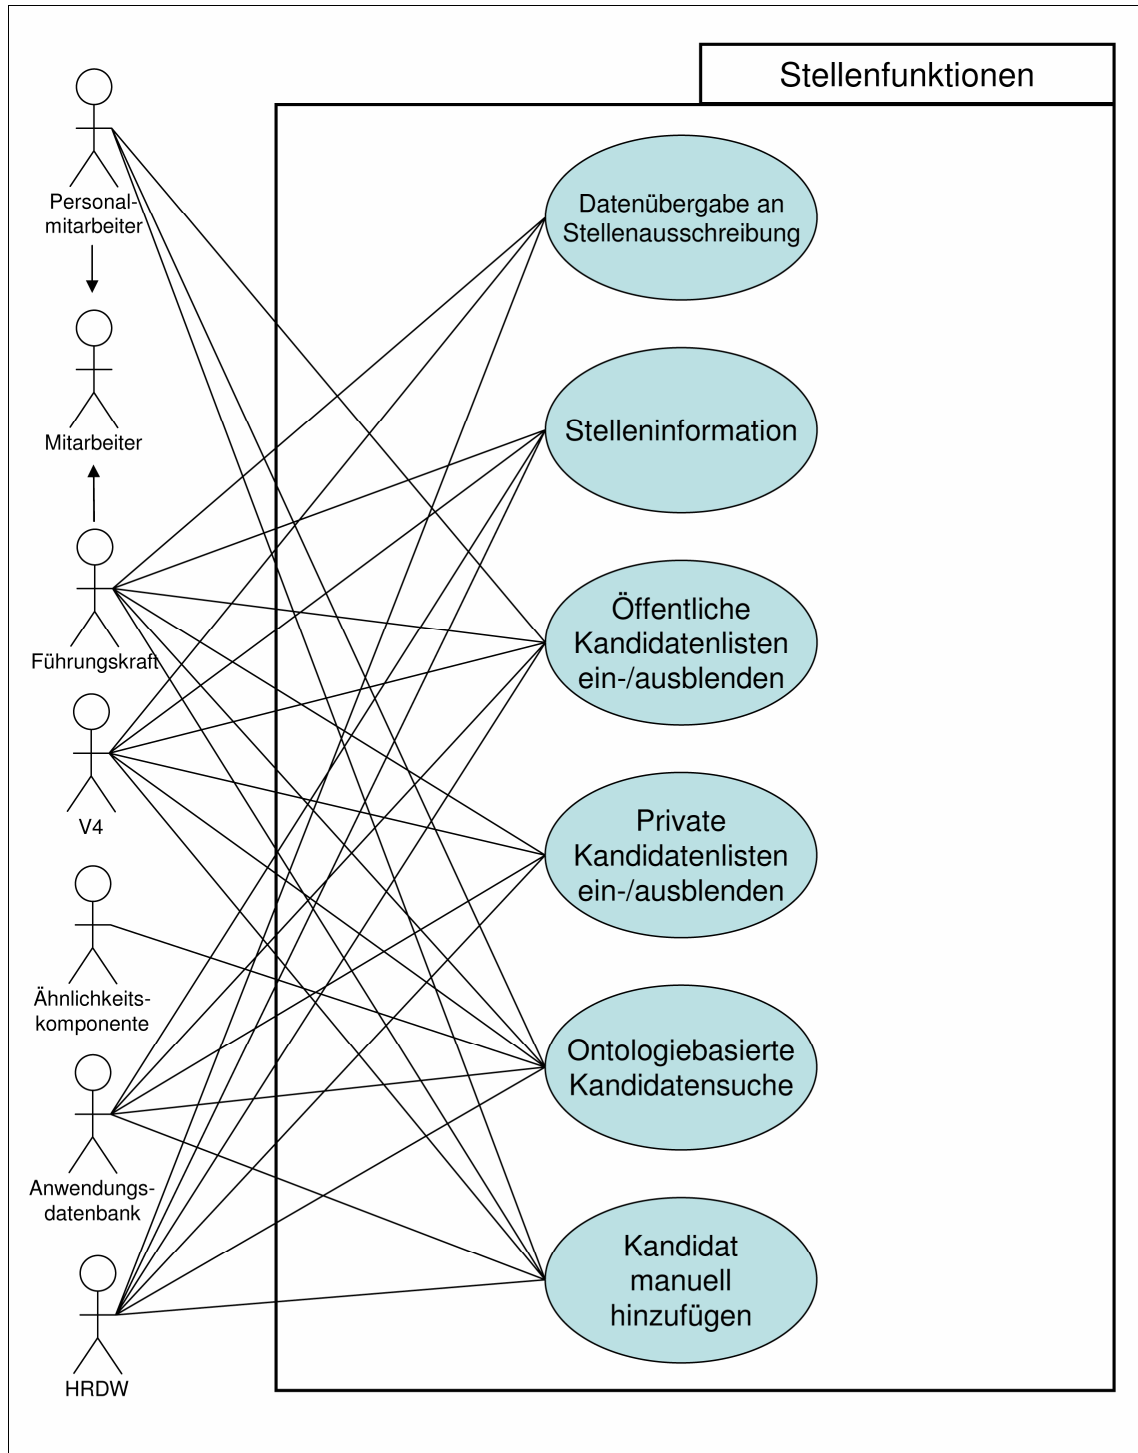 Stellenfunktionen
Personal-
mitarbeiter
Mitarbeiter
Führungskraft
V4
Ähnlichkeits-
komponente
Anwendungs-
datenbank
HRDW
Datenübergabe an
Stellenausschreibung
Stelleninformation
Öffentliche
Kandidatenlisten
ein-/ausblenden
Private
Kandidatenlisten
ein-/ausblenden
Ontologiebasierte
Kandidatensuche
Kandidat
manuell
hinzufügen